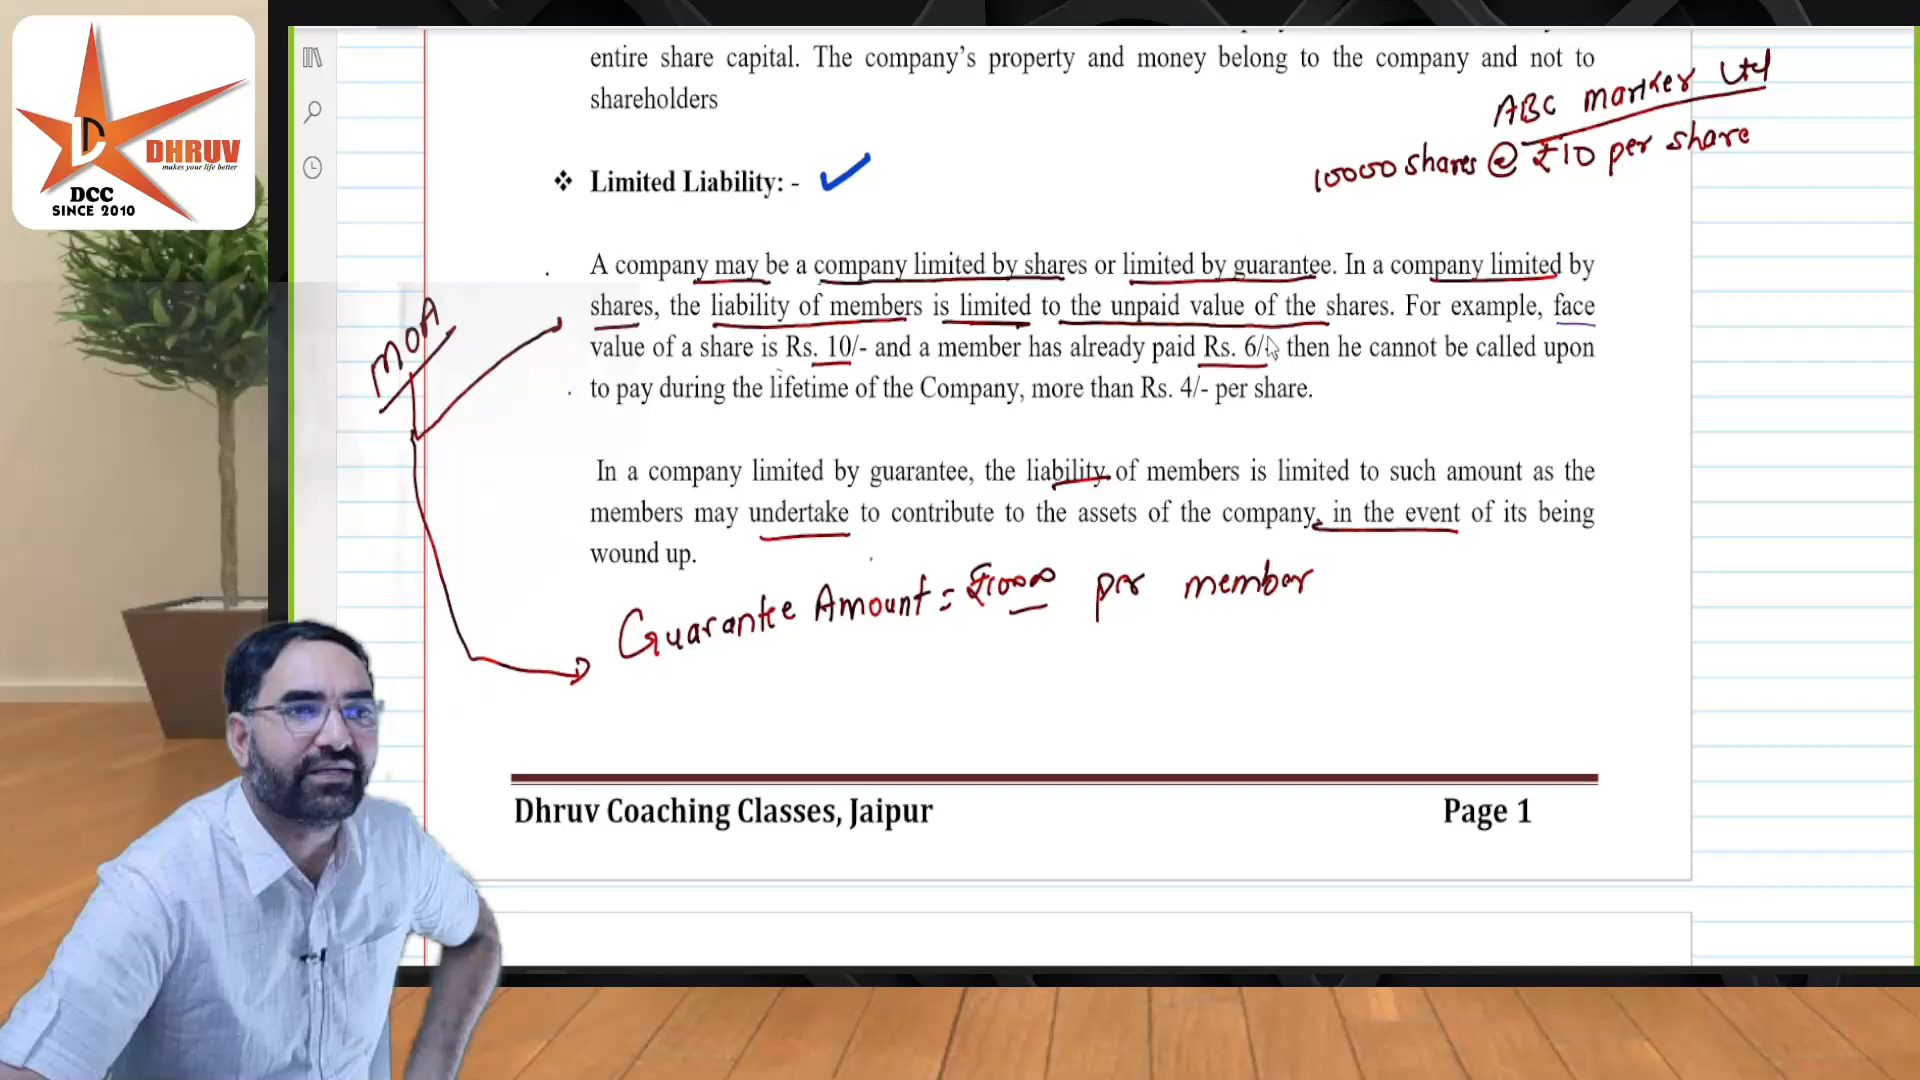 DHRUV
makes your life better
DC
DCC
SINCE 2010
entire share capital. The company's property and money belong to the company and not to
shareholders
ABC marker Ltd
10000 shares @ ₹10 per share
❖ Limited Liability: -
A company may be a company limited by shares or limited by guarantee. In a company limited by
shares, the liability of members is limited to the unpaid value of the shares. For example, face
value of a share is Rs. 10/- and a member has already paid Rs. 6/- then he cannot be called upon
to pay during the lifetime of the Company, more than Rs. 4/- per share.
MOA
In a company limited by guarantee, the liability of members is limited to such amount as the
members may undertake to contribute to the assets of the company, in the event of its being
wound up.
Guarantee Amount = ₹10000 per member
Dhruv Coaching Classes, Jaipur
Page 1